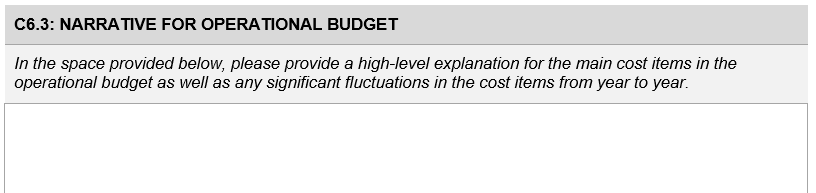 C6.3: NARRATIVE FOR OPERATIONAL BUDGET
In the space provided below, please provide a high-level explanation for the main cost items in the
operational budget as well as any significant fluctuations in the cost items from year to year.